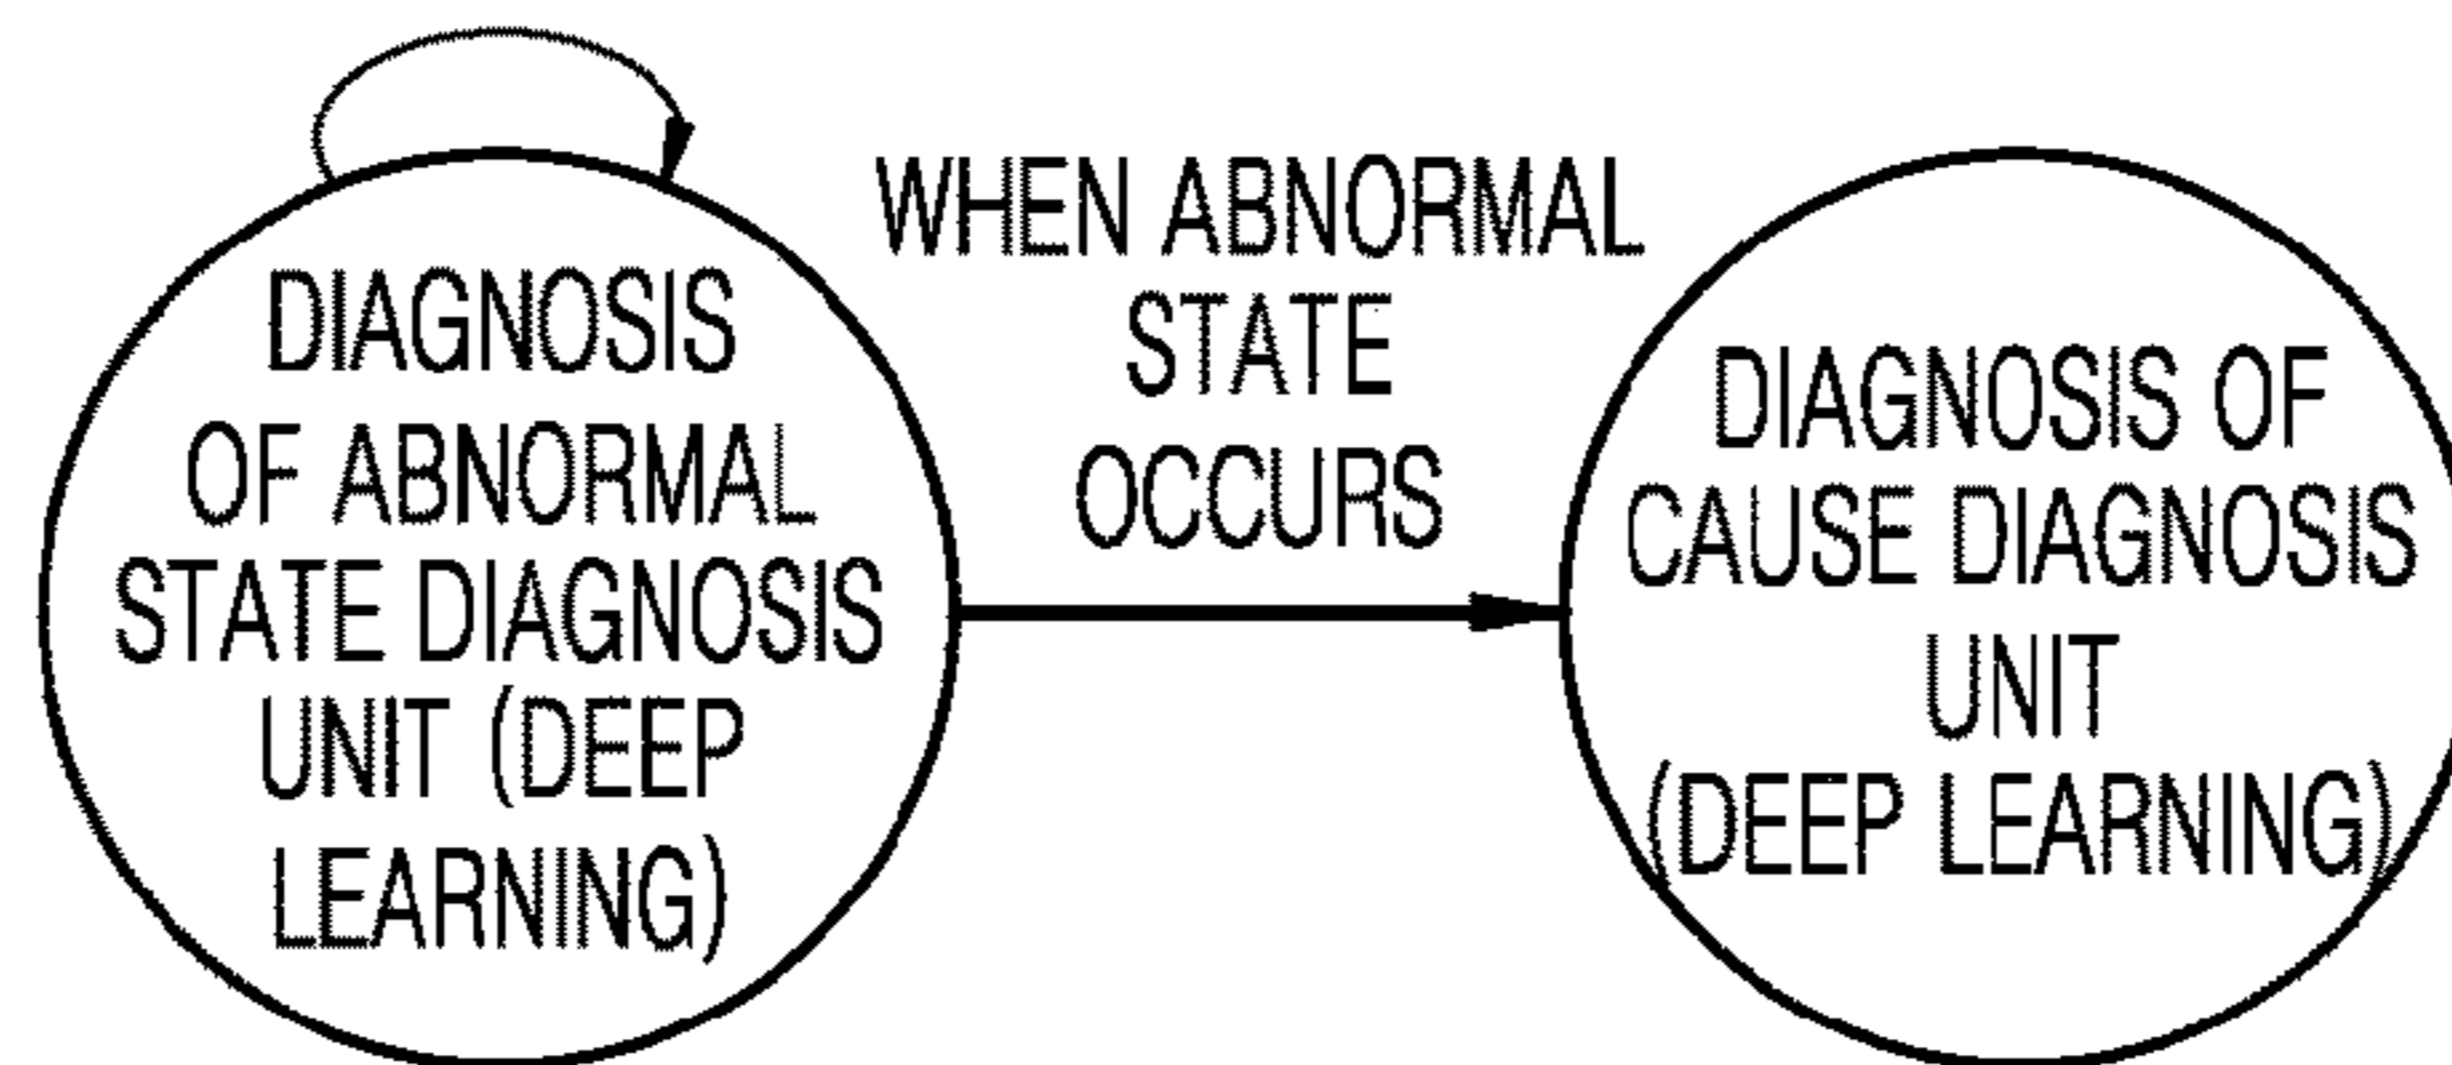 DIAGNOSIS
OF ABNORMAL
STATE DIAGNOSIS
UNIT (DEEP
LEARNING)
WHEN ABNORMAL
STATE
OCCURS
DIAGNOSIS OF
CAUSE DIAGNOSIS
UNIT
(DEEP LEARNING)